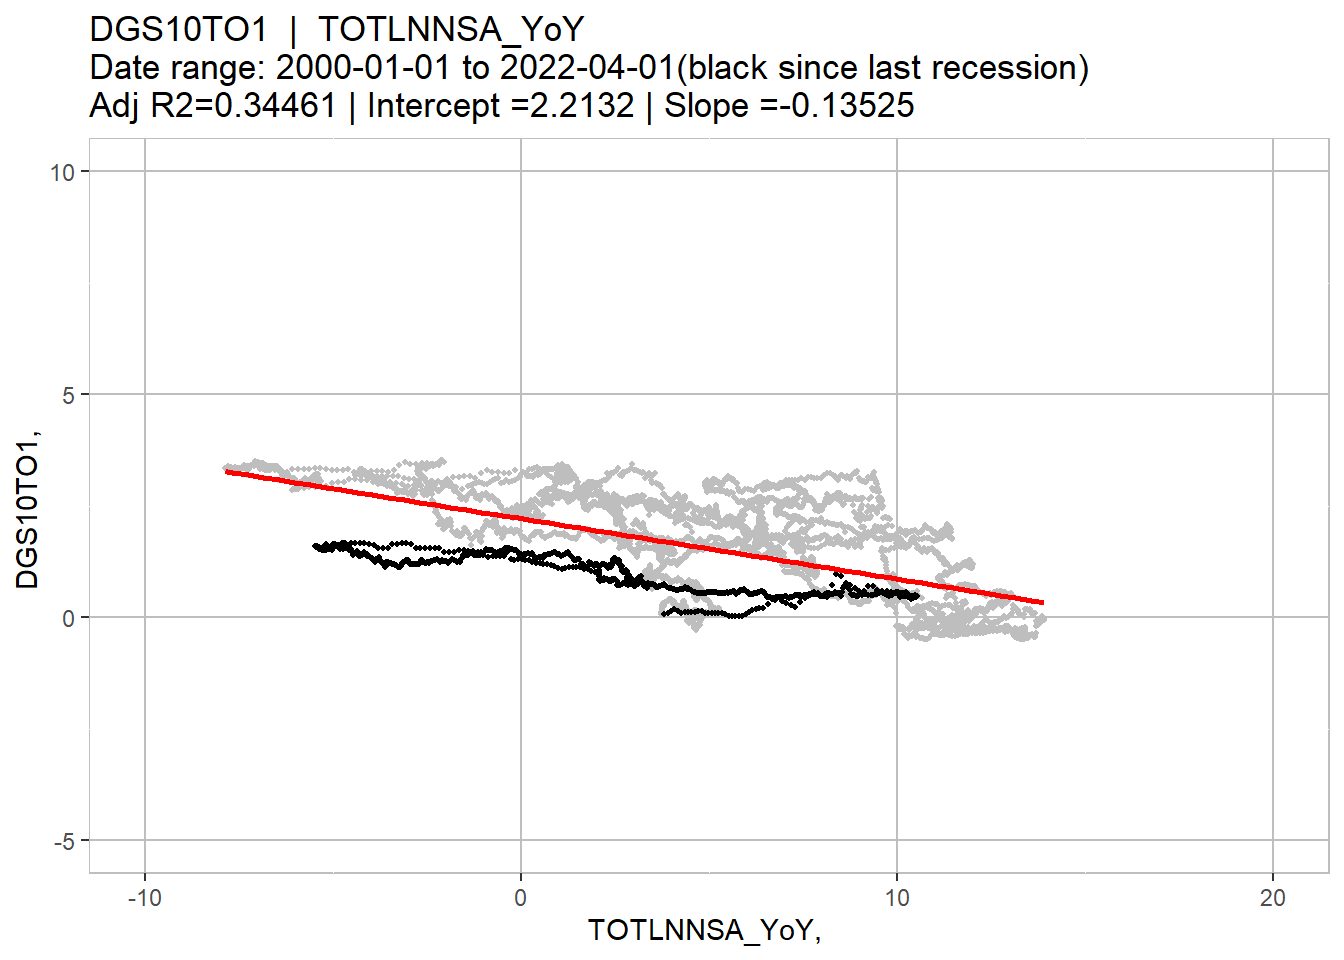 DGS10TO1 | TOTLNNSA_YoY
Date range: 2000-01-01 to 2022-04-01(black since last recession)
Adj R2=0.34461 | Intercept =2.2132 | Slope =-0.13525
10
5
0
-5
DGS10TO1,
-10 0 10 20
TOTLNNSA_YoY,